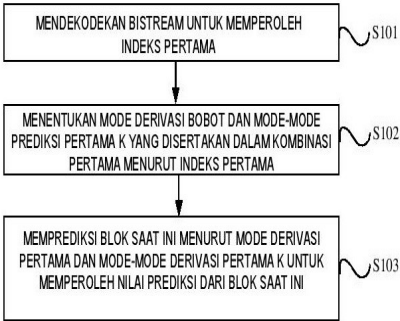 MENDEKODEKAN BISTREAM UNTUK MEMPEROLEH
INDEKS PERTAMA
S101
MENENTUKAN MODE DERIVASI BOBOT DAN MODE-MODE
PREDIKSI PERTAMA K YANG DISERTAKAN DALAM KOMBINASI
PERTAMA MENURUT INDEKS PERTAMA
S102
MEMPREDIKSI BLOK SAAT INI MENURUT MODE DERIVASI
PERTAMA DAN MODE-MODE DERIVASI PERTAMA K UNTUK
MEMPEROLEH NILAI PREDIKSI DARI BLOK SAAT INI
S103